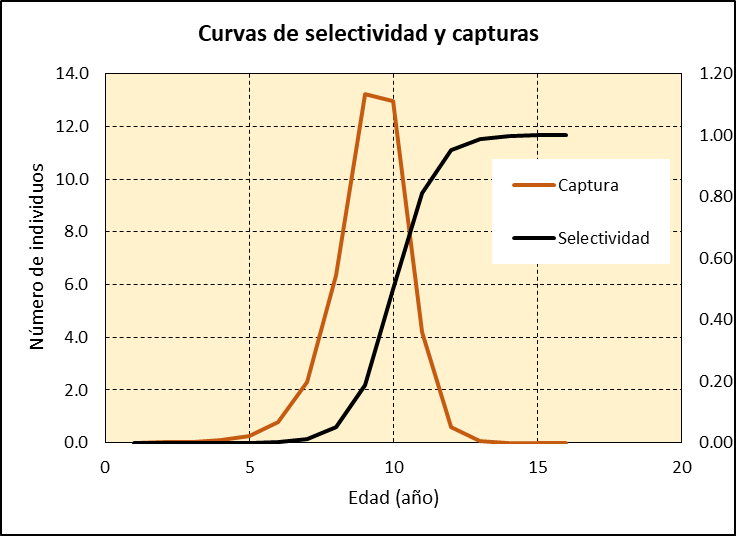 Curvas de selectividad y capturas
14.0
12.0
10.0
8.0
6.0
4.0
2.0
0.0
Número de individuos
1.20
1.00
0.80
0.60
0.40
0.20
0.00
Captura
Selectividad
0 5 10 15 20
Edad (año)